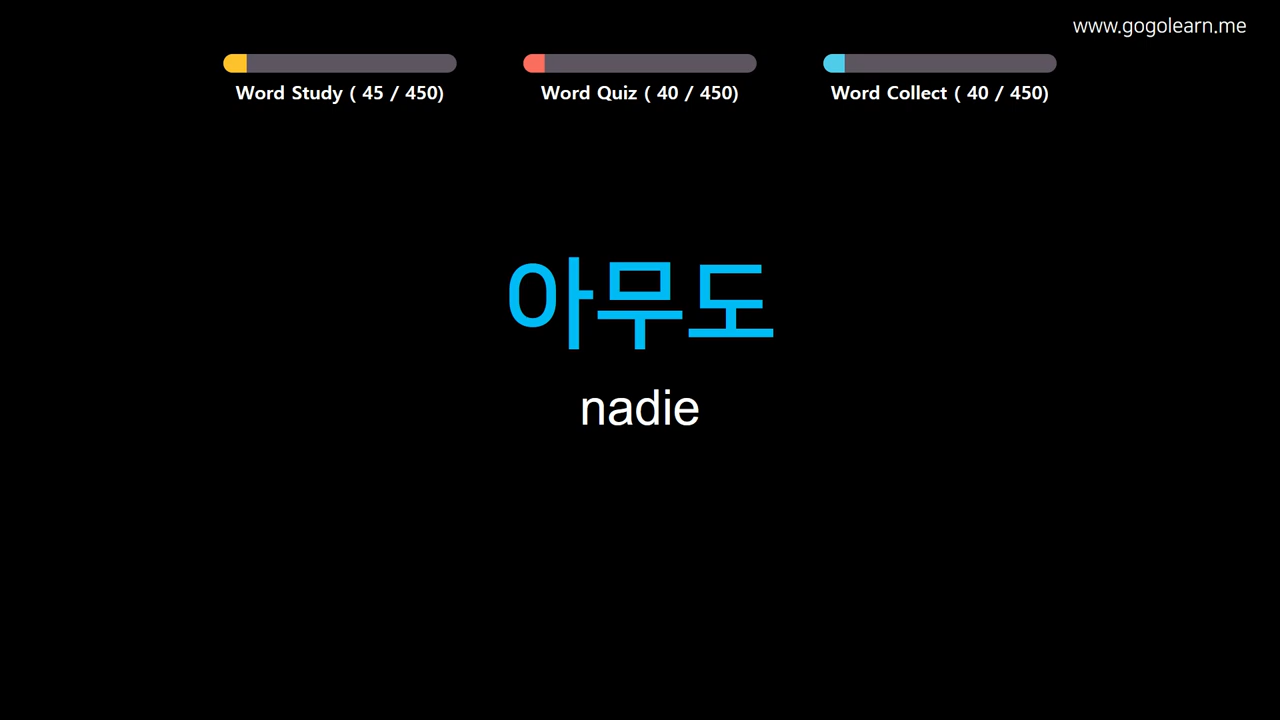 www.gogolearn.me
Word Study ( 45 / 450)
Word Quiz ( 40 / 450)
Word Collect ( 40 / 450)
아무도
nadie